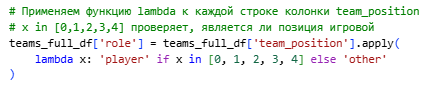 # Применяем функцию lambda к каждой строке колонки team_position
# x in [0,1,2,3,4] проверяет, является ли позиция игровой
teams_full_df['role'] = teams_full_df['team_position'].apply(
    lambda x: 'player' if x in [0, 1, 2, 3, 4] else 'other'
)